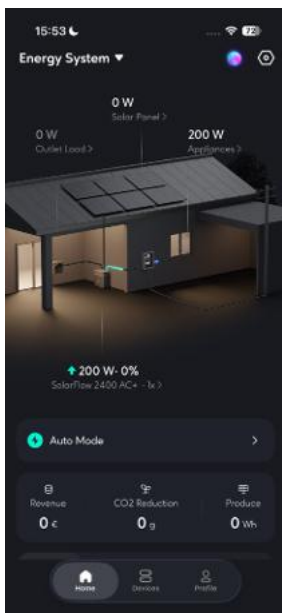 15:53
72
Energy System ▼
0 W
Solar Panel >
0 W
Outlet Load >
200 W
Appliances >
200 W· 0%
SolarFlow 2400 AC+ - 1x >
Auto Mode >
Revenue
0 €
CO2 Reduction
0 g
Produce
0 Wh
Home
Devices
Profile